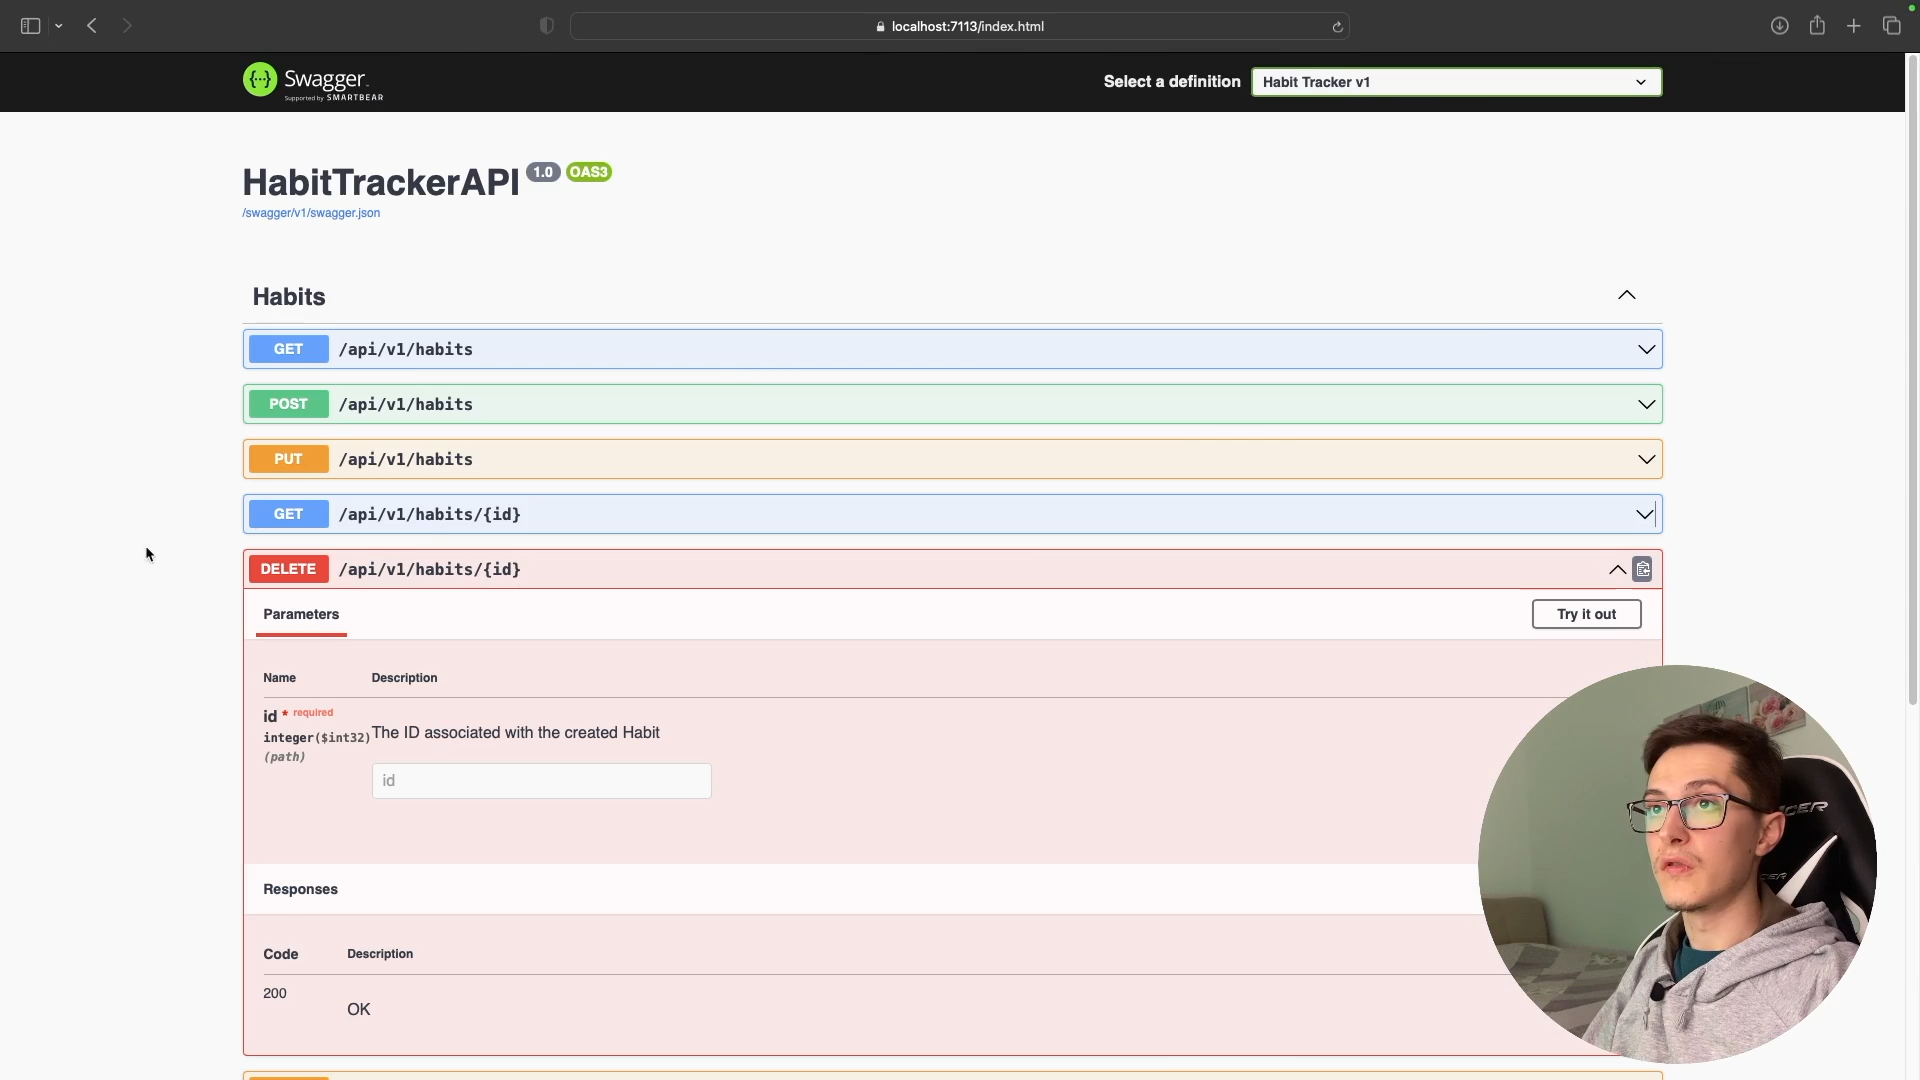 localhost:7113/index.html
Swagger
Supported by SMARTBEAR
Select a definition
Habit Tracker v1
HabitTrackerAPI 1.0 OAS3
/swagger/v1/swagger.json
Habits
GET /api/v1/habits
POST /api/v1/habits
PUT /api/v1/habits
GET /api/v1/habits/{id}
DELETE /api/v1/habits/{id}
Parameters
Try it out
Name Description
id * required
integer($int32)
(path)
The ID associated with the created Habit
id
Responses
Code Description
200
OK